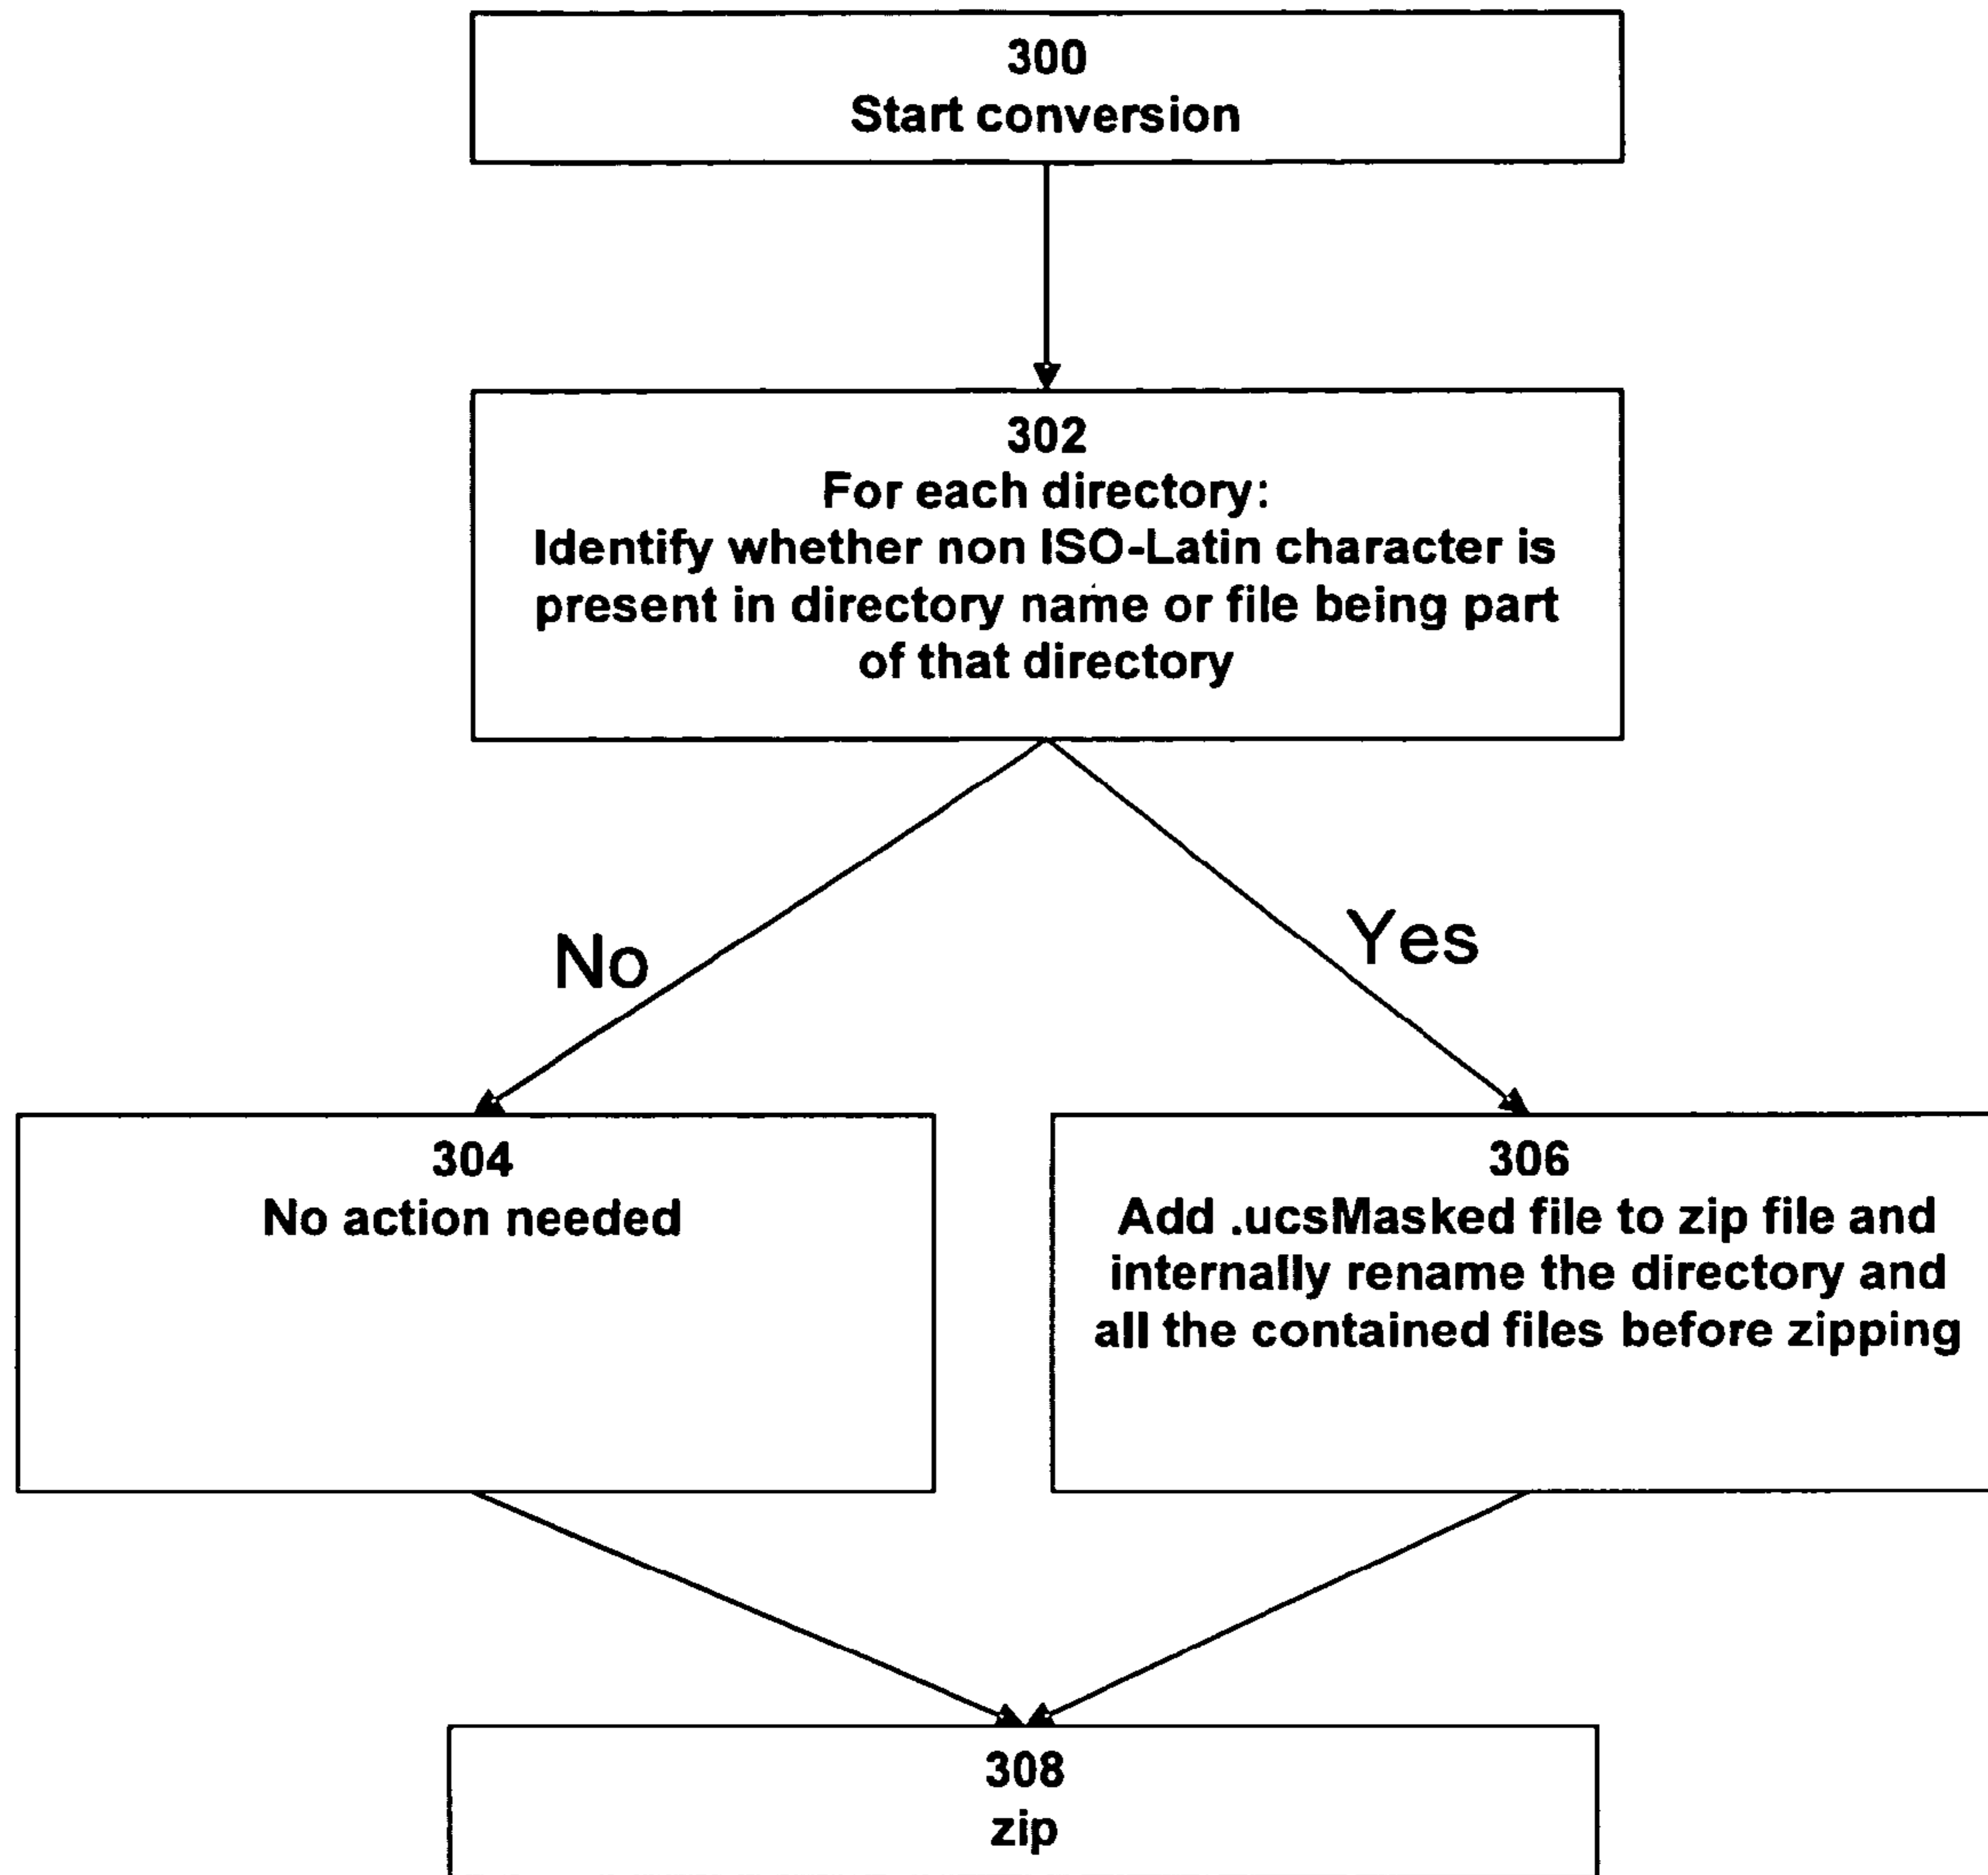 300
Start conversion
302
For each directory:
Identify whether non ISO-Latin character is
present in directory name or file being part
of that directory
No
Yes
304
No action needed
306
Add .ucsMasked file to zip file and
internally rename the directory and
all the contained files before zipping
308
zip